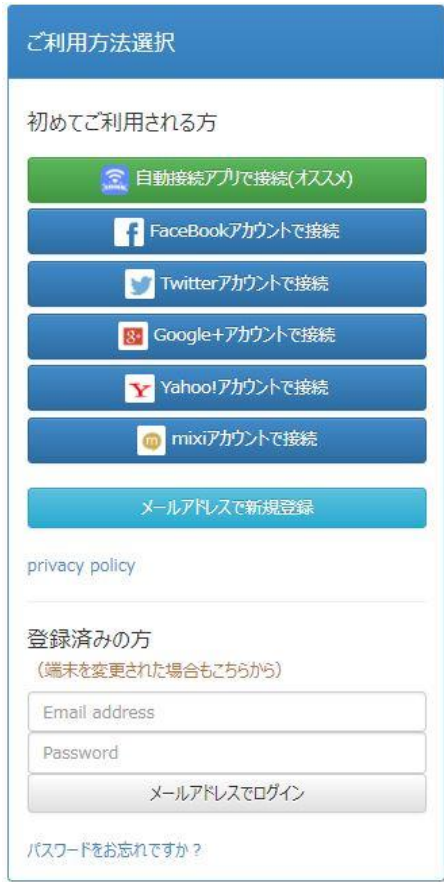 ご利用方法選択
初めてご利用される方
自動接続アプリで接続(オススメ)
FaceBookアカウントで接続
Twitterアカウントで接続
Google+アカウントで接続
Yahoo!アカウントで接続
mixiアカウントで接続
メールアドレスで新規登録
privacy policy
登録済みの方
（端末を変更された場合もこちらから）
Email address
Password
メールアドレスでログイン
パスワードをお忘れですか？